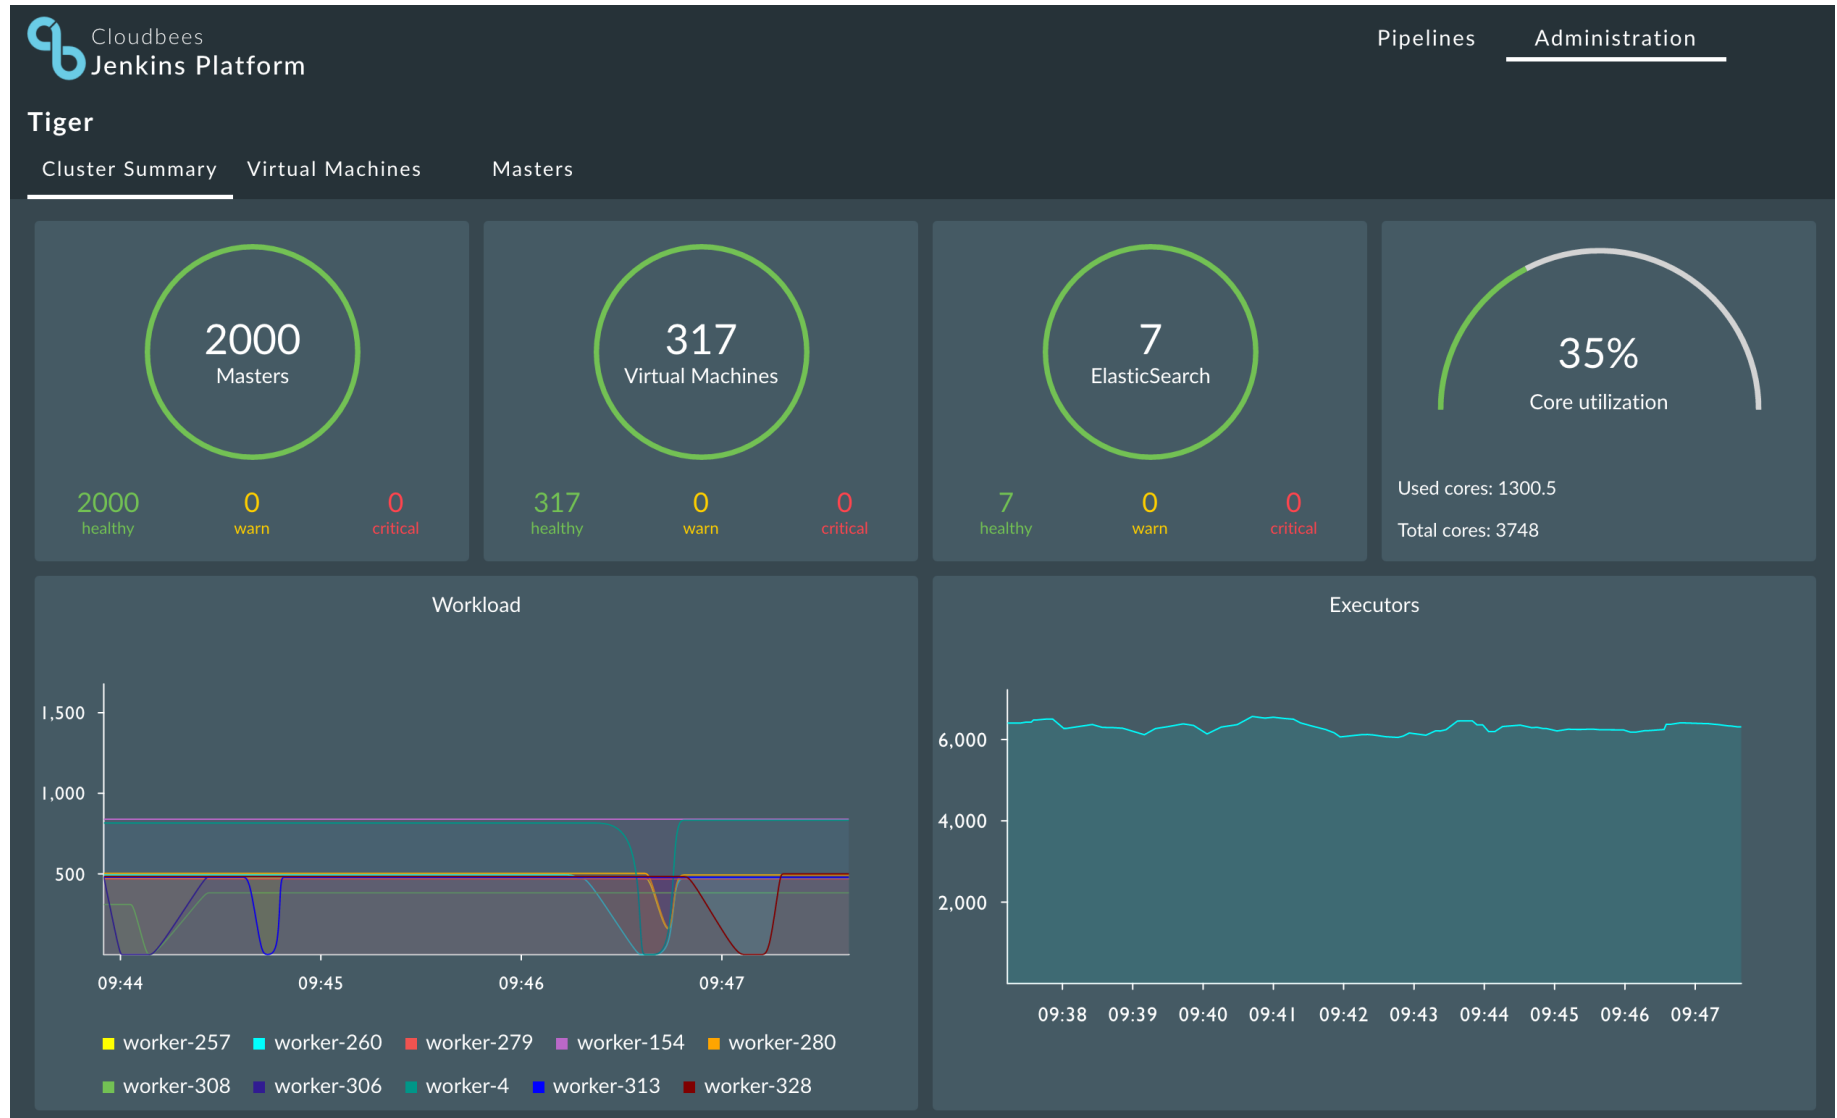 Cloudbees
Jenkins Platform
Pipelines
Administration
Tiger
Cluster Summary
Virtual Machines
Masters
2000
Masters
2000
healthy
0
warn
0
critical
317
Virtual Machines
317
healthy
0
warn
0
critical
7
ElasticSearch
7
healthy
0
warn
0
critical
35%
Core utilization
Used cores: 1300.5
Total cores: 3748
Workload
1,500
1,000
500
09:44 09:45 09:46 09:47
worker-257 worker-260 worker-279 worker-154 worker-280
worker-308 worker-306 worker-4 worker-313 worker-328
Executors
6,000
4,000
2,000
09:38 09:39 09:40 09:41 09:42 09:43 09:44 09:45 09:46 09:47